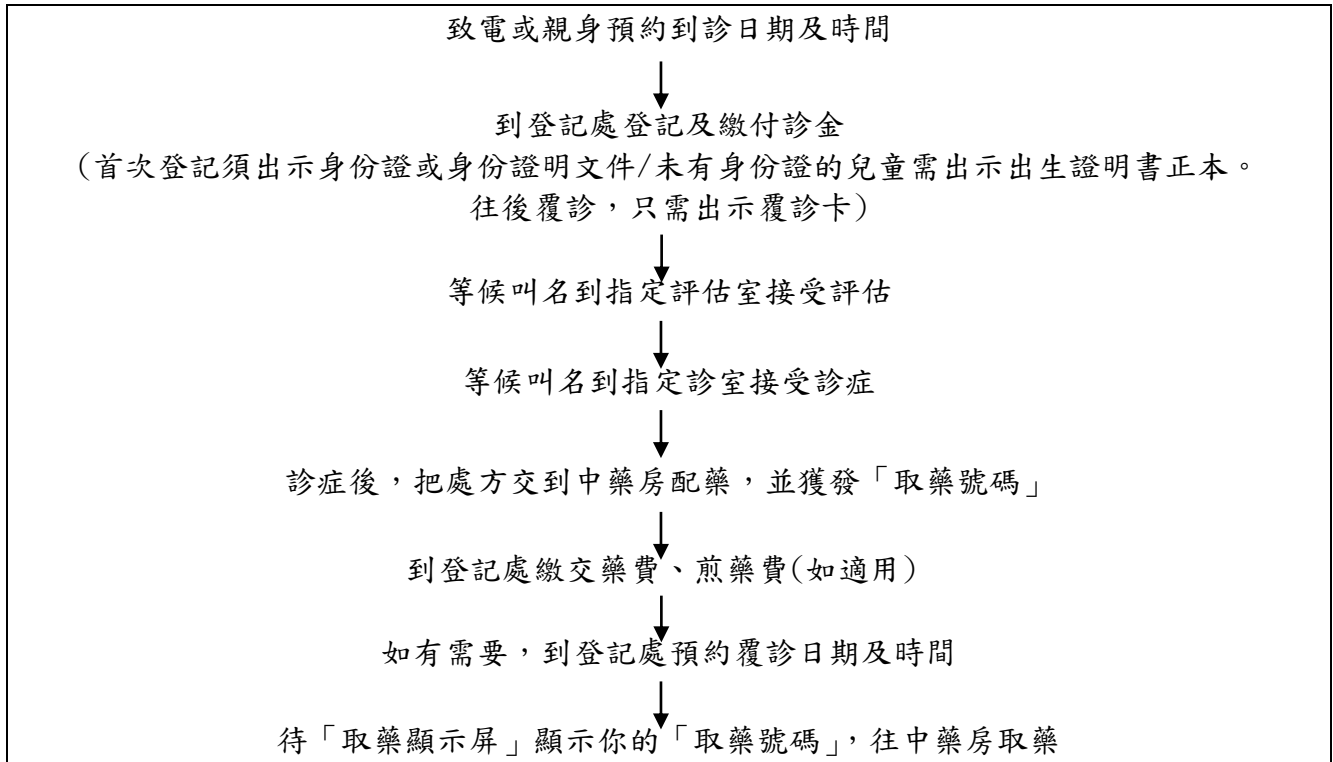 致電或親身預約到診日期及時間
到登記處登記及繳付診金
(首次登記須出示身份證或身份證明文件/未有身份證的兒童需出示出生證明書正本。
往後覆診，只需出示覆診卡)
等候叫名到指定評估室接受評估
等候叫名到指定診室接受診症
診症後，把處方交到中藥房配藥，並獲發「取藥號碼」
到登記處繳交藥費、煎藥費(如適用)
如有需要，到登記處預約覆診日期及時間
待「取藥顯示屏」顯示你的「取藥號碼」，往中藥房取藥